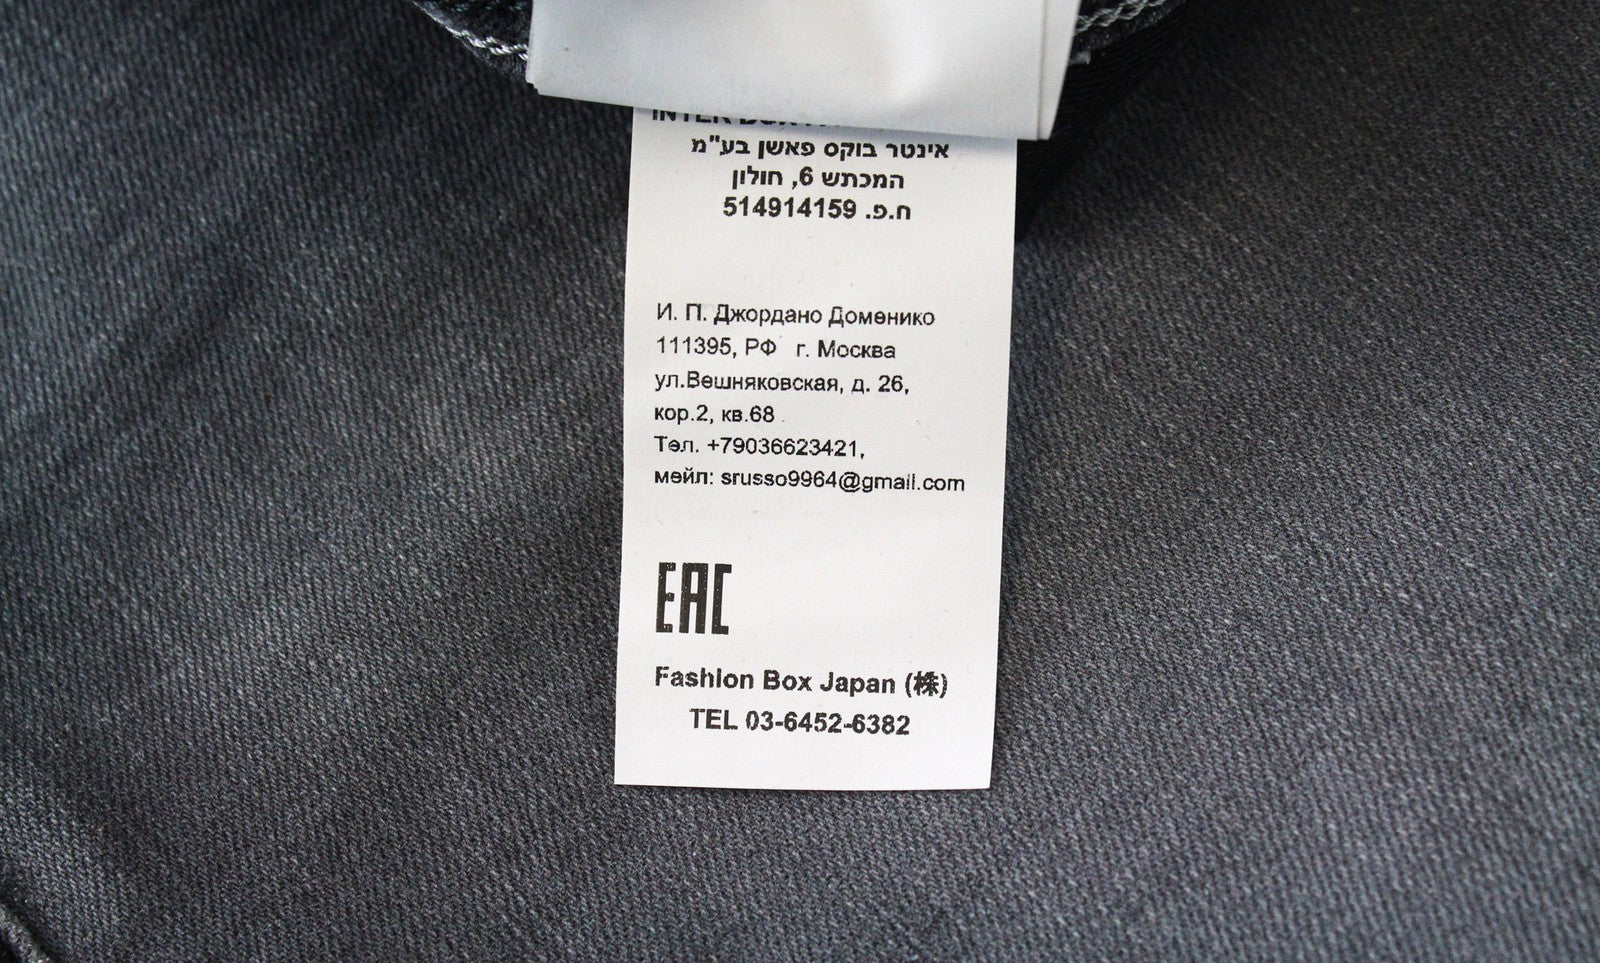 אינטר בוקס פאשן בע"מ
המכתש 6, חולון
ח.פ. 514914159
И. П. Джордано Доменико
111395, РФ г. Москва
ул.Вешняковская, д. 26,
кор.2, кв.68
Тел. +79036623421,
мейл: srusso9964@gmail.com
EAC
Fashion Box Japan (株)
TEL 03-6452-6382